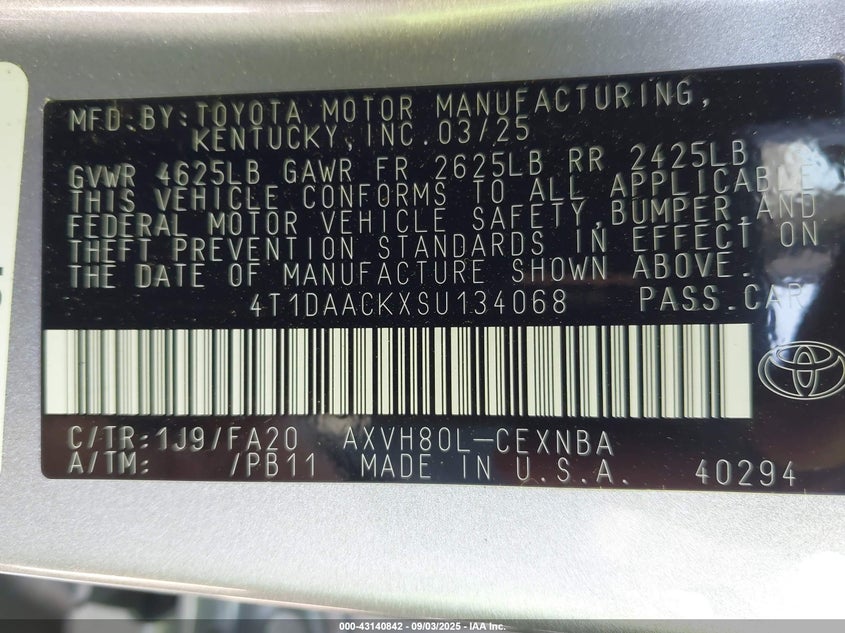 MFD.BY:TOYOTA MOTOR MANUFACTURING,
KENTUCKY,INC.03/25
GVWR 4625LB GAWR FR 2625LB RR 2425LB
THIS VEHICLE CONFORMS TO ALL APPLICABLE
FEDERAL MOTOR VEHICLE SAFETY,BUMPER,AND
THEFT PREVENTION STANDARDS IN EFFECT ON
THE DATE OF MANUFACTURE SHOWN ABOVE.
4T1DAACKXSU134068 PASS.CAR
C/TR:1J9/FA20 AXVH80L-CEXNBA
A/TM: /PB11 MADE IN U.S.A. 40294
000-43140842 - 09/03/2025 - IAA Inc.